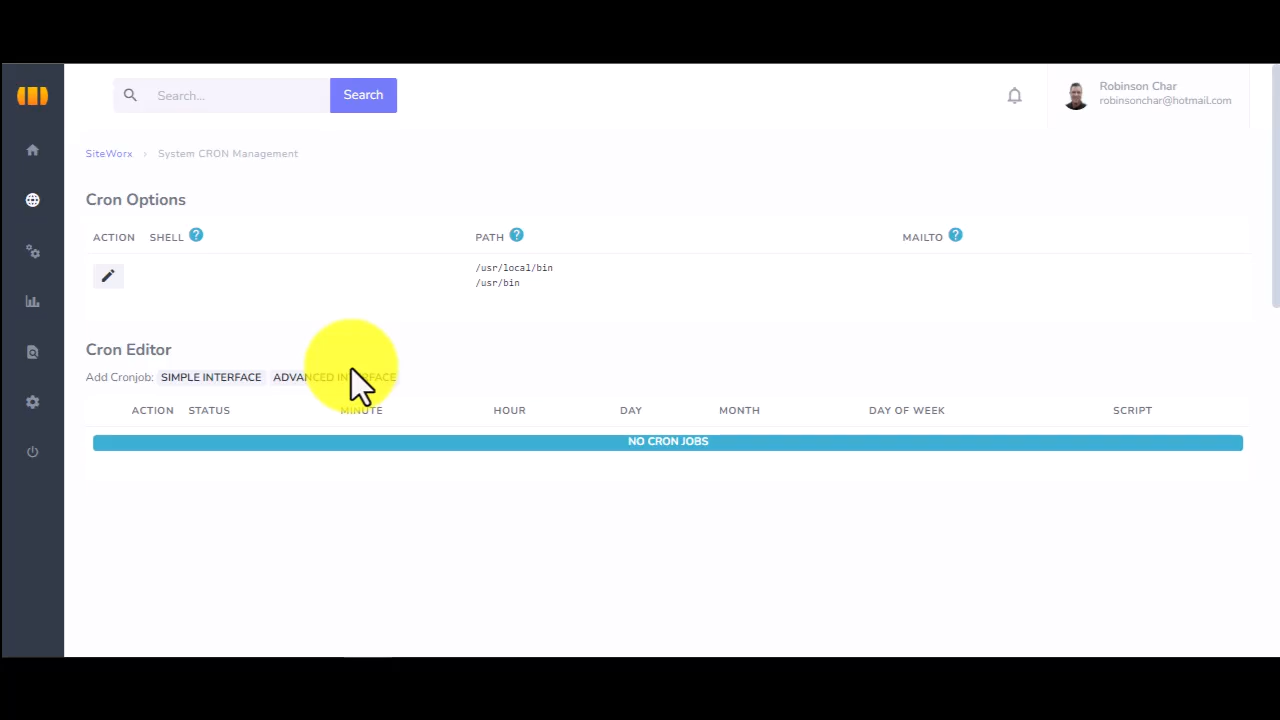 Search...
Search
Robinson Char
robinsonchar@hotmail.com
SiteWorx › System CRON Management
Cron Options
ACTION SHELL ? PATH ? MAILTO ?
/usr/local/bin
/usr/bin
Cron Editor
Add Cronjob: SIMPLE INTERFACE ADVANCED INTERFACE
ACTION STATUS MINUTE HOUR DAY MONTH DAY OF WEEK SCRIPT
NO CRON JOBS